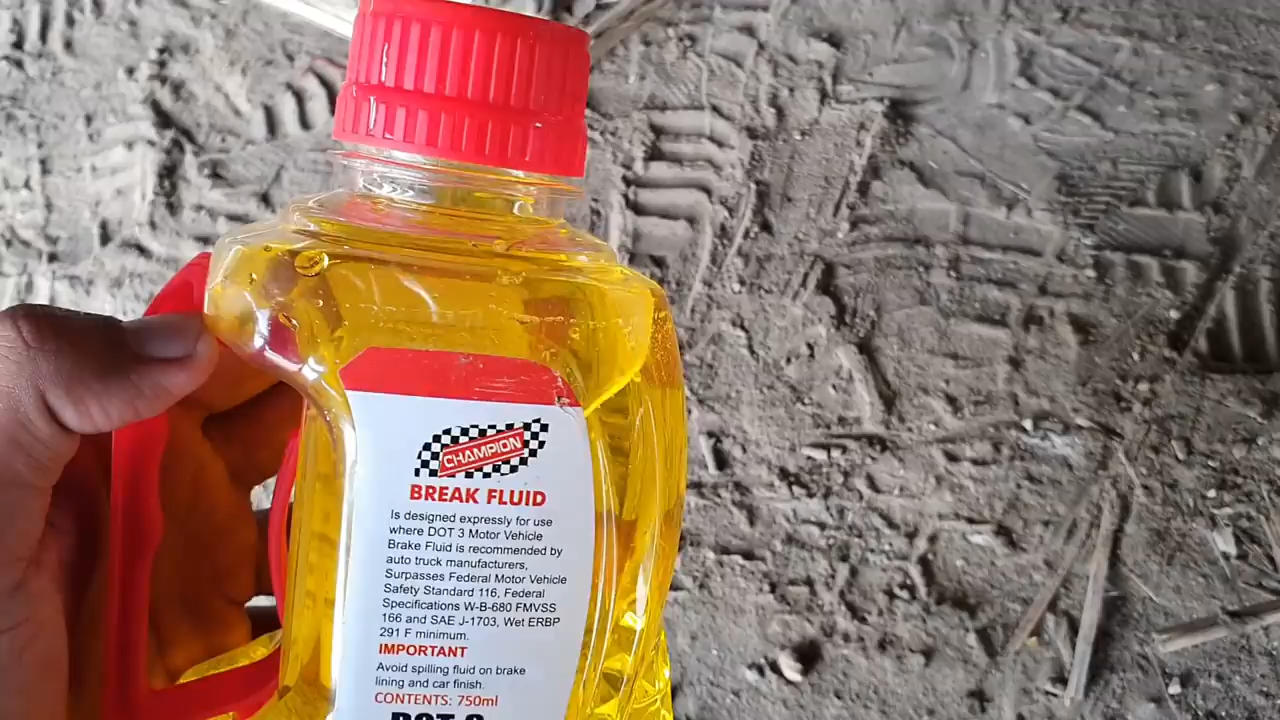 CHAMPION
BREAK FLUID
Is designed expressly for use
where DOT 3 Motor Vehicle
Brake Fluid is recommended by
auto truck manufacturers,
Surpasses Federal Motor Vehicle
Safety Standard 116, Federal
Specifications W-B-680 FMVSS
166 and SAE J-1703, Wet ERBP
291 F minimum.
IMPORTANT
Avoid spilling fluid on brake
lining and car finish.
CONTENTS: 750ml